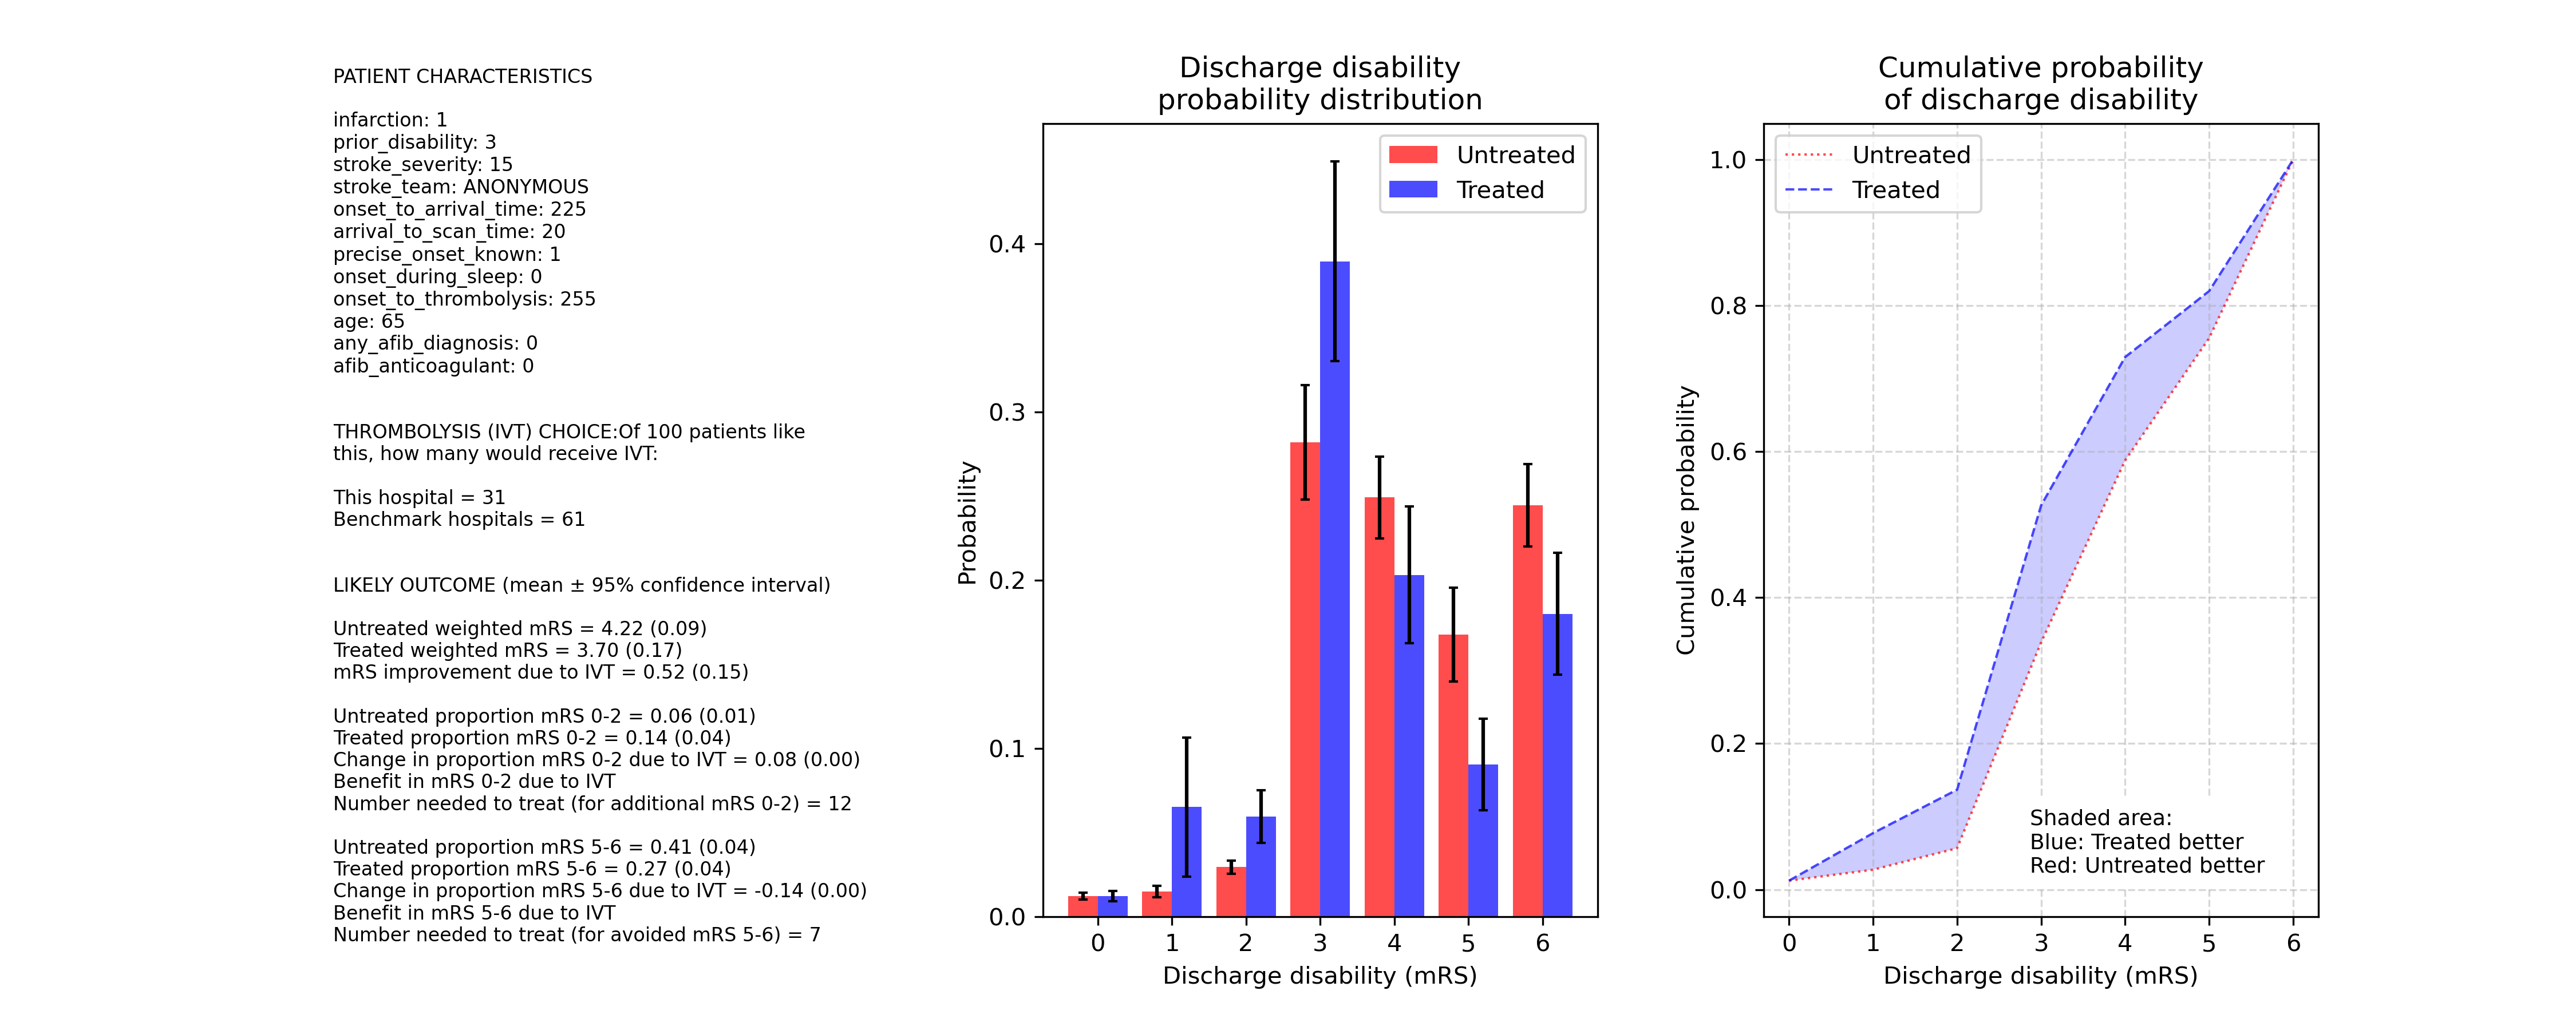 PATIENT CHARACTERISTICS
infarction: 1
prior_disability: 3
stroke_severity: 15
stroke_team: ANONYMOUS
onset_to_arrival_time: 225
arrival_to_scan_time: 20
precise_onset_known: 1
onset_during_sleep: 0
onset_to_thrombolysis: 255
age: 65
any_afib_diagnosis: 0
afib_anticoagulant: 0
THROMBOLYSIS (IVT) CHOICE:Of 100 patients like
this, how many would receive IVT:
This hospital = 31
Benchmark hospitals = 61
LIKELY OUTCOME (mean ± 95% confidence interval)
Untreated weighted mRS = 4.22 (0.09)
Treated weighted mRS = 3.70 (0.17)
mRS improvement due to IVT = 0.52 (0.15)
Untreated proportion mRS 0-2 = 0.06 (0.01)
Treated proportion mRS 0-2 = 0.14 (0.04)
Change in proportion mRS 0-2 due to IVT = 0.08 (0.00)
Benefit in mRS 0-2 due to IVT
Number needed to treat (for additional mRS 0-2) = 12
Untreated proportion mRS 5-6 = 0.41 (0.04)
Treated proportion mRS 5-6 = 0.27 (0.04)
Change in proportion mRS 5-6 due to IVT = -0.14 (0.00)
Benefit in mRS 5-6 due to IVT
Number needed to treat (for avoided mRS 5-6) = 7
Discharge disability
probability distribution
Untreated
Treated
Probability
0.4
0.3
0.2
0.1
0.0
0 1 2 3 4 5 6
Discharge disability (mRS)
Cumulative probability
of discharge disability
Untreated
Treated
Cumulative probability
1.0
0.8
0.6
0.4
0.2
0.0
Shaded area:
Blue: Treated better
Red: Untreated better
0 1 2 3 4 5 6
Discharge disability (mRS)